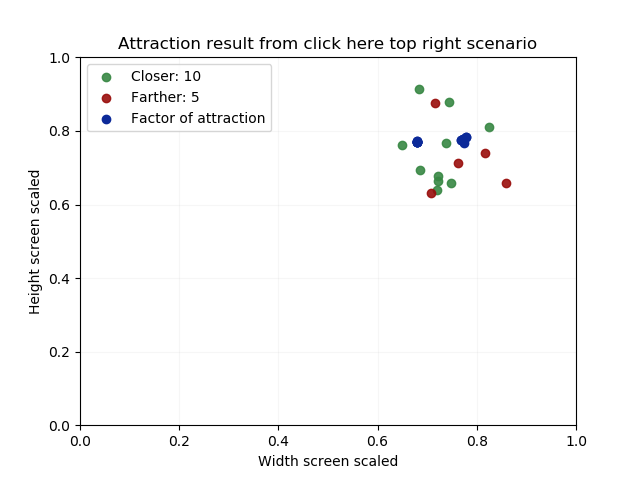 Attraction result from click here top right scenario
Closer: 10
Farther: 5
Factor of attraction
Height screen scaled
1.0
0.8
0.6
0.4
0.2
0.0
0.0 0.2 0.4 0.6 0.8 1.0
Width screen scaled